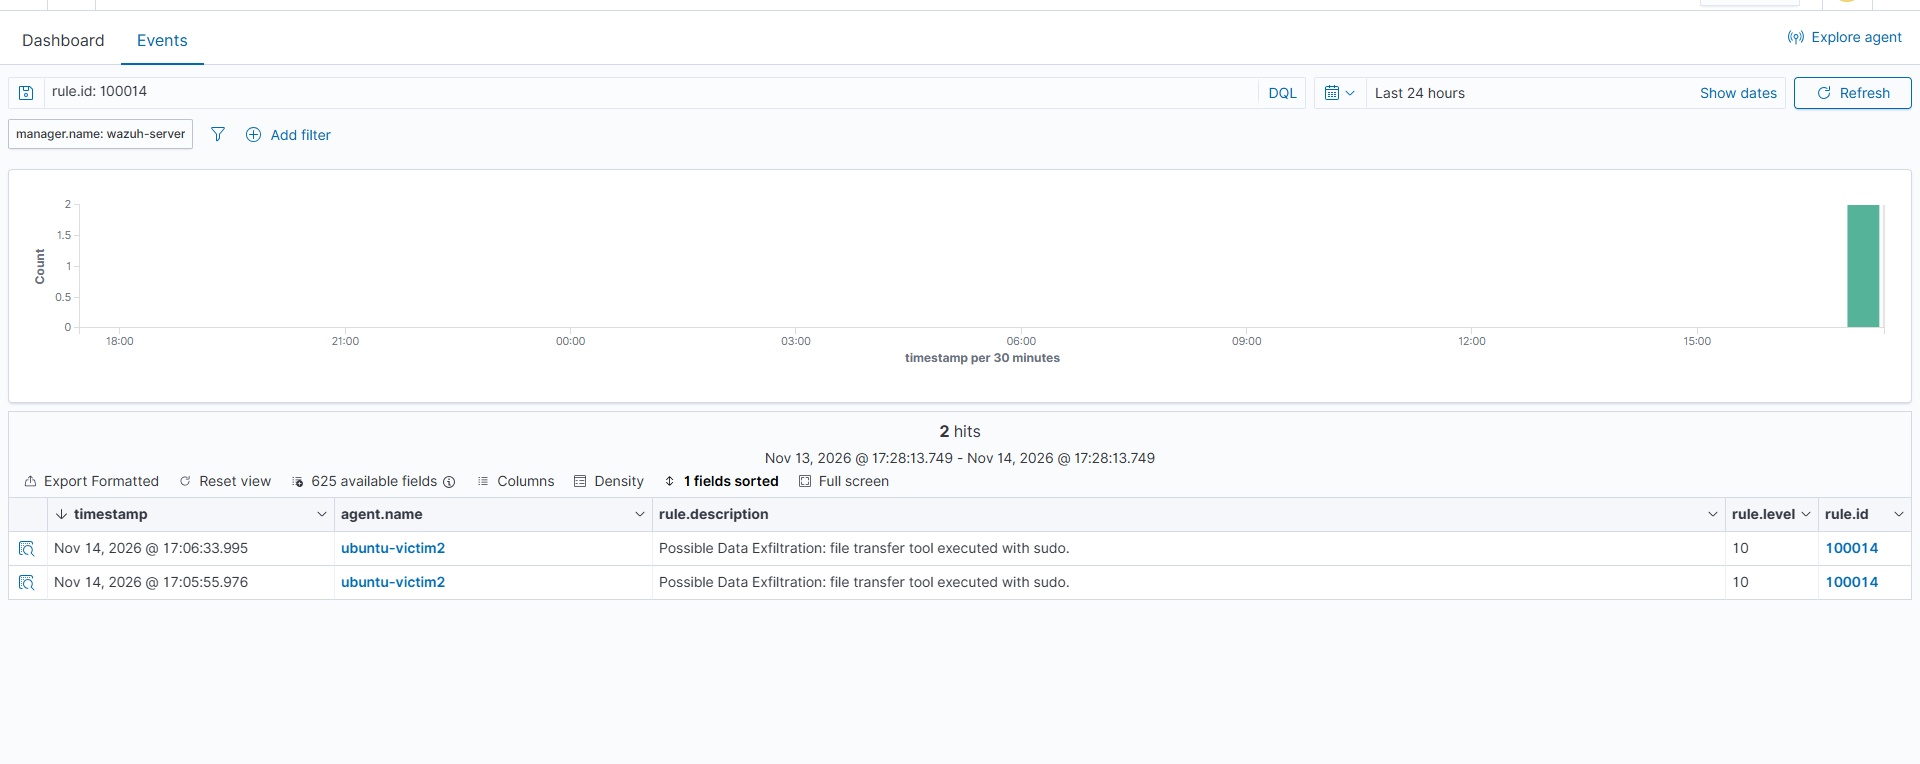 Dashboard Events
Explore agent
rule.id: 100014 DQL Last 24 hours Show dates Refresh
manager.name: wazuh-server Add filter
2
1.5
1
0.5
0
Count
18:00 21:00 00:00 03:00 06:00 09:00 12:00 15:00
timestamp per 30 minutes
2 hits
Nov 13, 2026 @ 17:28:13.749 - Nov 14, 2026 @ 17:28:13.749
Export Formatted Reset view 625 available fields Columns Density 1 fields sorted Full screen
timestamp agent.name rule.description rule.level rule.id
Nov 14, 2026 @ 17:06:33.995 ubuntu-victim2 Possible Data Exfiltration: file transfer tool executed with sudo. 10 100014
Nov 14, 2026 @ 17:05:55.976 ubuntu-victim2 Possible Data Exfiltration: file transfer tool executed with sudo. 10 100014